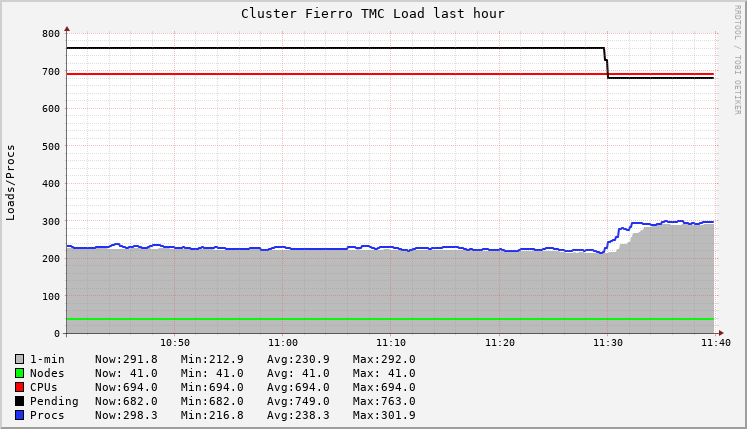 Cluster Fierro TMC Load last hour
RRDTOOL / TOBI OETIKER
Loads/Procs
800
700
600
500
400
300
200
100
0
10:50 11:00 11:10 11:20 11:30 11:40
1-min Now:291.8 Min:212.9 Avg:230.9 Max:292.0
Nodes Now: 41.0 Min: 41.0 Avg: 41.0 Max: 41.0
CPUs Now:694.0 Min:694.0 Avg:694.0 Max:694.0
Pending Now:682.0 Min:682.0 Avg:749.0 Max:763.0
Procs Now:298.3 Min:216.8 Avg:238.3 Max:301.9